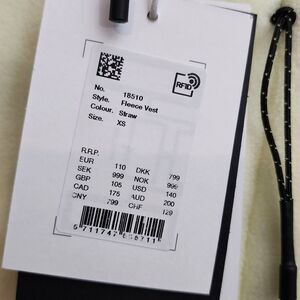 RFID
No. 18510
Style. Fleece Vest
Colour. Straw
Size. XS
R.R.P.
EUR 110 DKK 799
SEK 999 NOK 999
GBP 105 USD 140
CAD 175 AUD 200
CNY 799 CHF 129